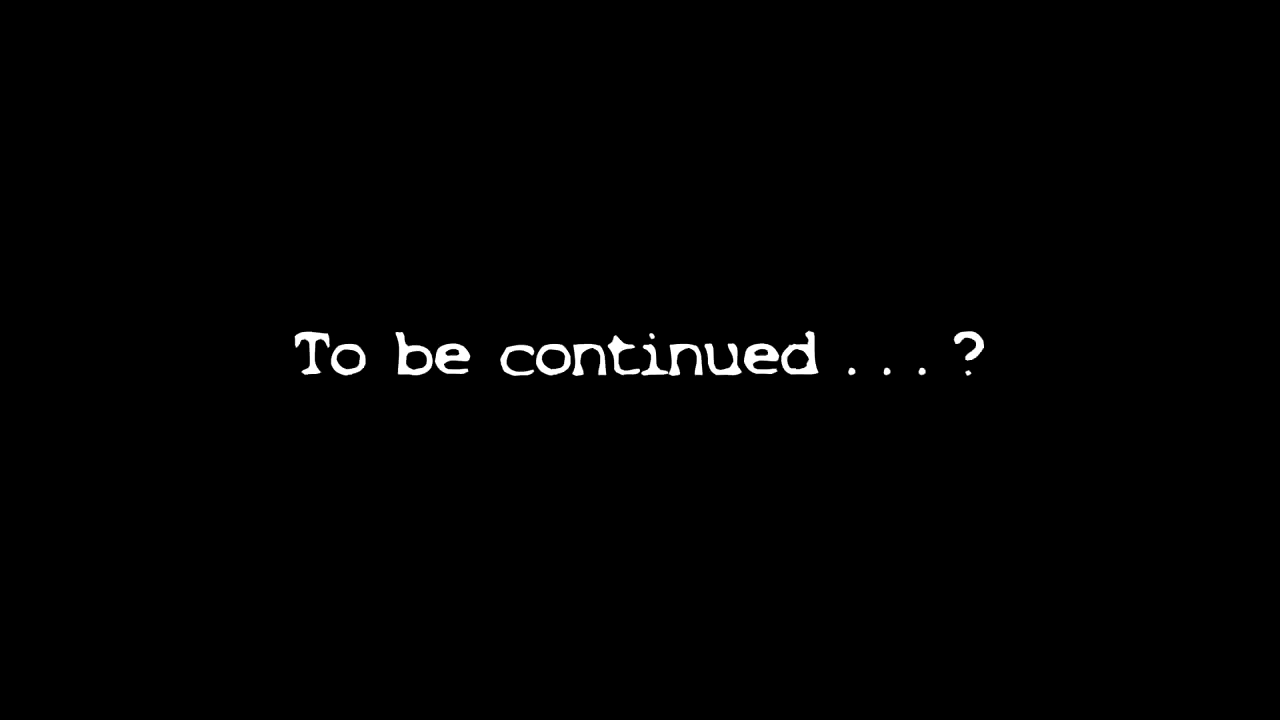 To be continued . . . ?